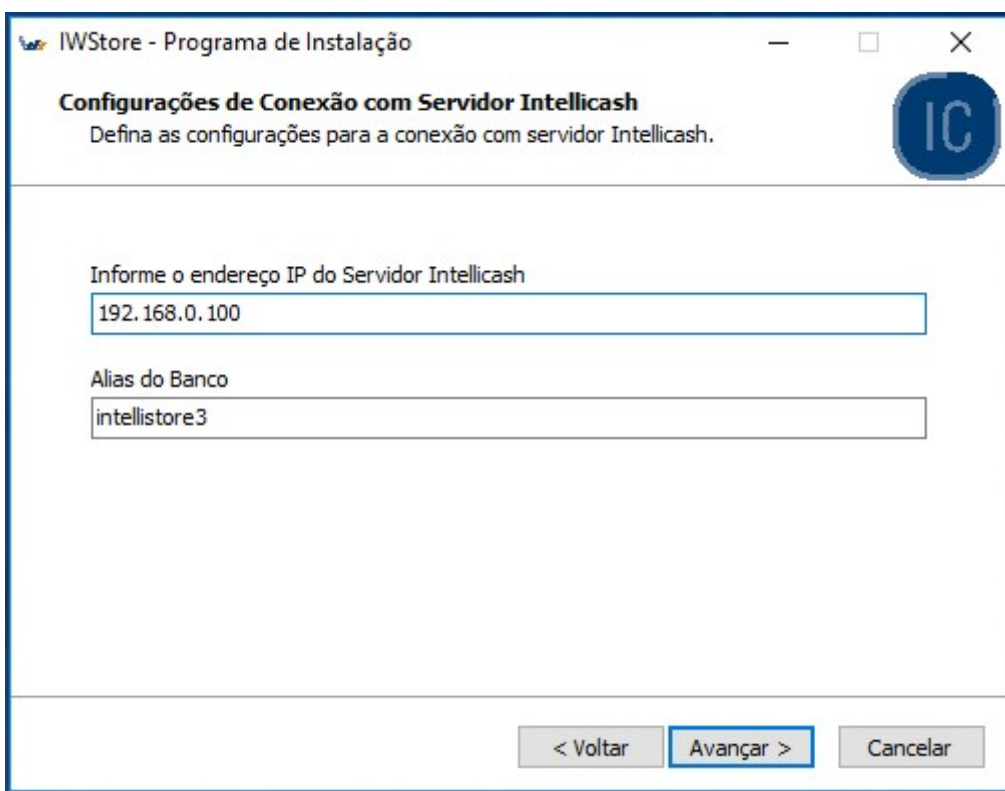 IWStore - Programa de Instalação
Configurações de Conexão com Servidor Intellicash
Defina as configurações para a conexão com servidor Intellicash.
IC
Informe o endereço IP do Servidor Intellicash
192.168.0.100
Alias do Banco
intellistore3
< Voltar
Avançar >
Cancelar